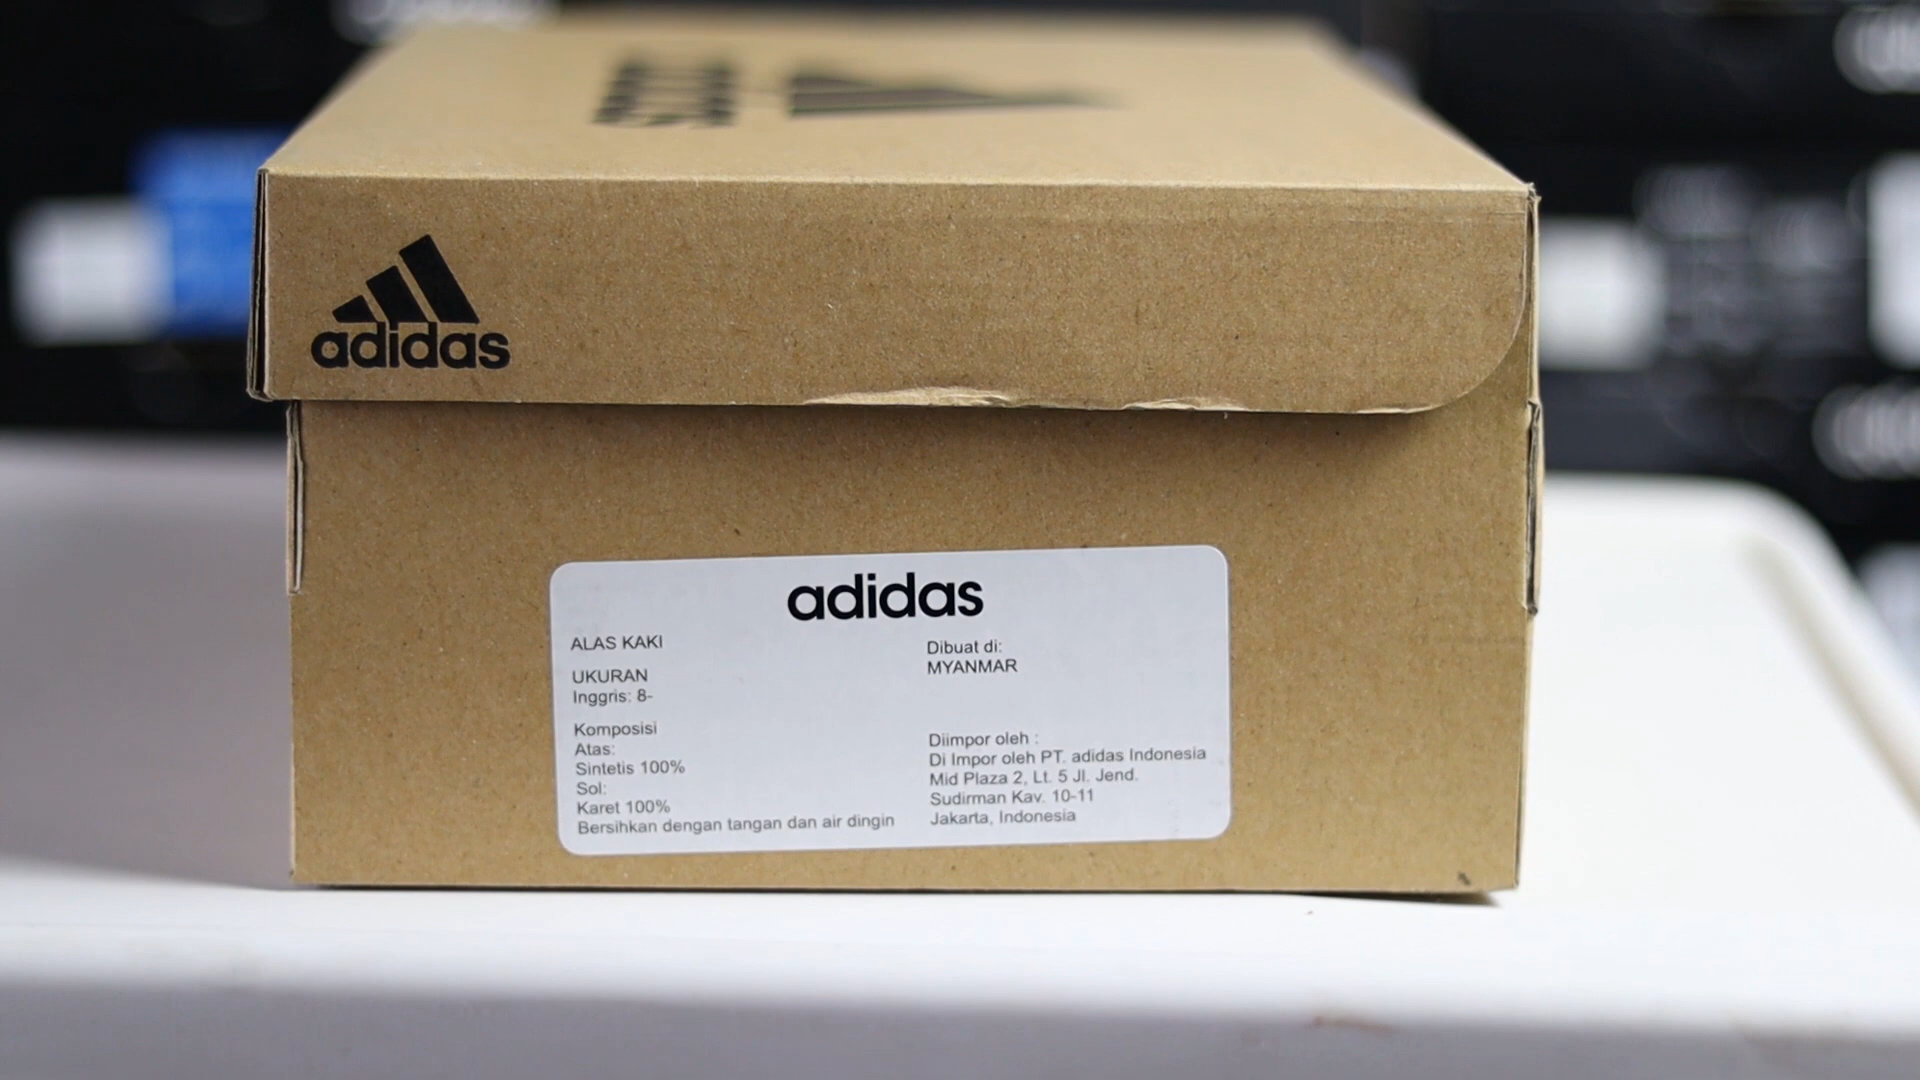 adidas
adidas
ALAS KAKI
UKURAN
Inggris: 8-
Komposisi
Atas:
Sintetis 100%
Sol:
Karet 100%
Bersihkan dengan tangan dan air dingin
Dibuat di:
MYANMAR
Diimpor oleh :
Di Impor oleh PT. adidas Indonesia
Mid Plaza 2, Lt. 5 Jl. Jend.
Sudirman Kav. 10-11
Jakarta, Indonesia